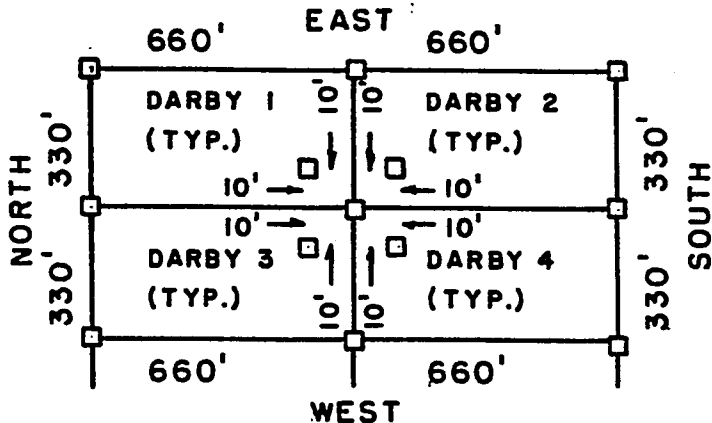 EAST
660' 660'
DARBY 1 10' 10' DARBY 2
(TYP.) (TYP.)
330' 330'
10' 10'
NORTH SOUTH
10' 10'
DARBY 3 DARBY 4
(TYP.) (TYP.)
330' 10' 10' 330'
660' 660'
WEST